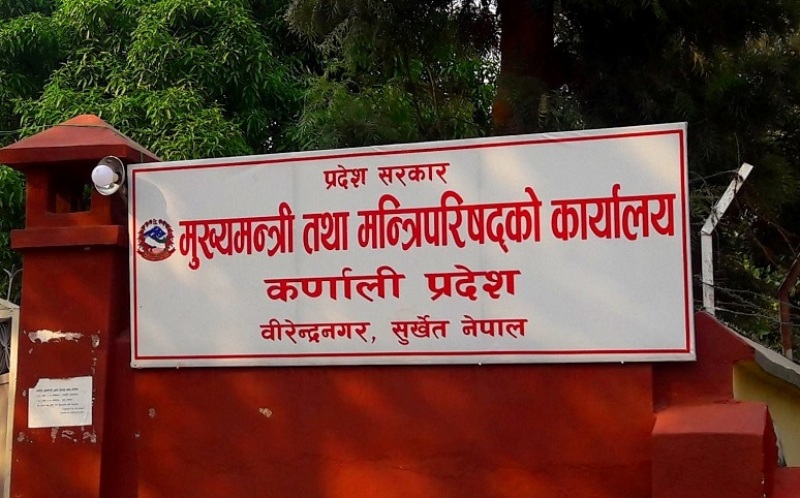 प्रदेश सरकार
मुख्यमन्त्री तथा मन्त्रिपरिषद्को कार्यालय
कर्णाली प्रदेश
वीरेन्द्रनगर, सुर्खेत नेपाल